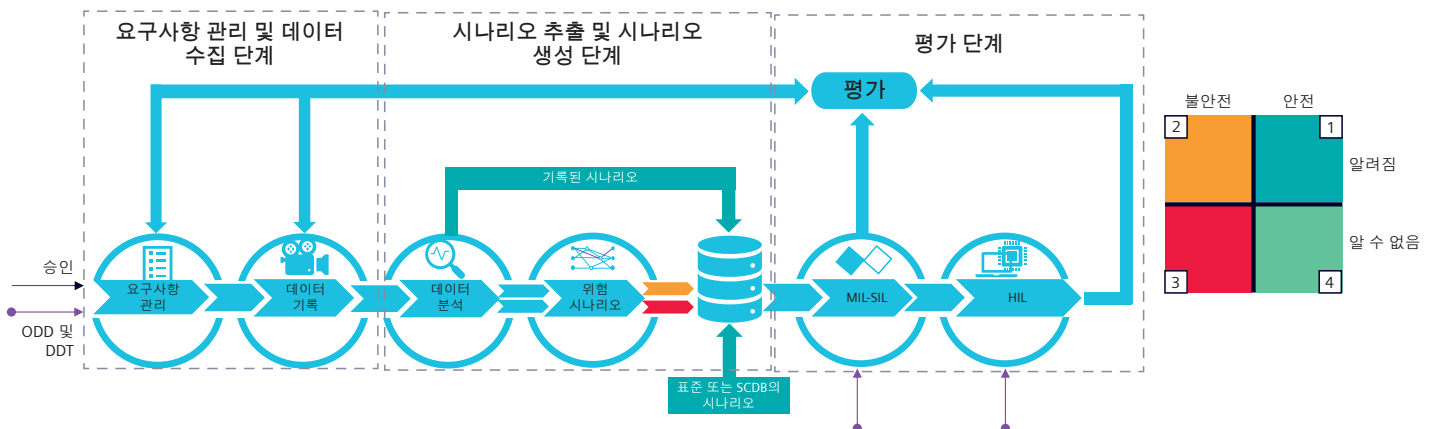 요구사항 관리 및 데이터
수집 단계
시나리오 추출 및 시나리오
생성 단계
평가 단계
평가
불안전
안전
2
1
알려짐
알 수 없음
3
4
기록된 시나리오
승인
ODD 및
DDT
요구사항
관리
데이터
기록
데이터
분석
위험
시나리오
MIL-SIL
HIL
표준 또는 SCDB의
시나리오